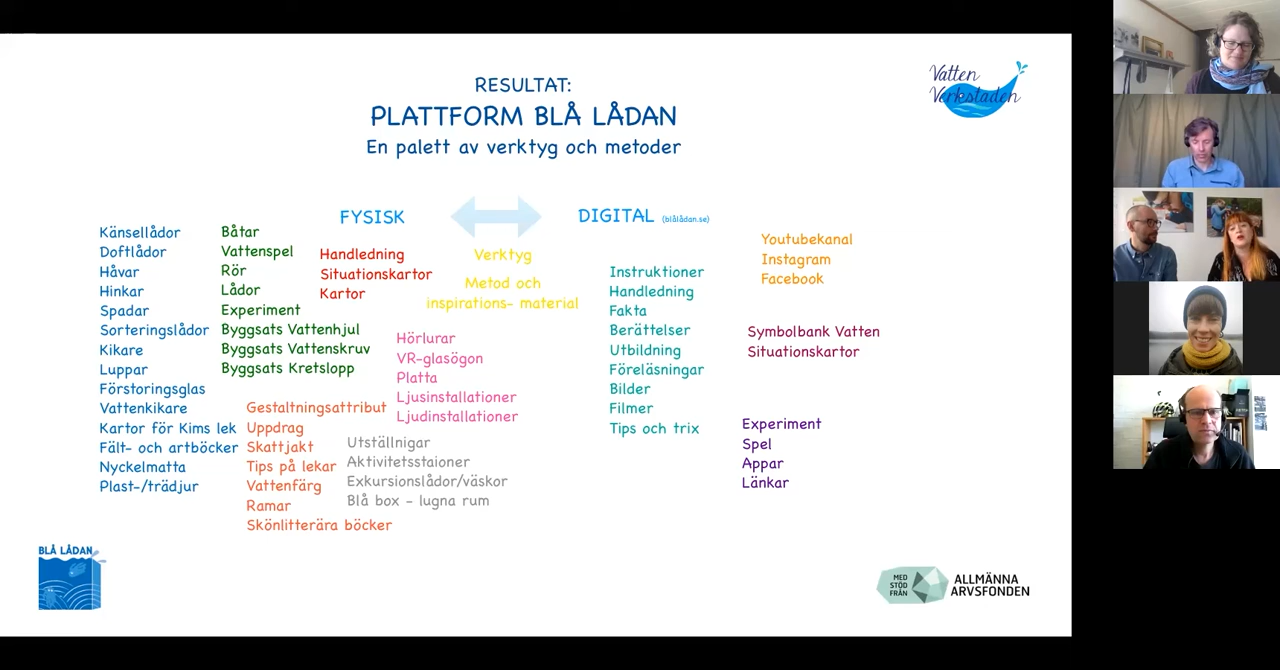 RESULTAT:
PLATTFORM BLÅ LÅDAN
En palett av verktyg och metoder
Vatten
Verkstaden
FYSISK
DIGITAL (blålådan.se)
Känsellådor
Doftlådor
Håvar
Hinkar
Spadar
Sorteringslådor
Kikare
Luppar
Förstoringsglas
Vattenkikare
Kartor för Kims lek
Fält- och artböcker
Nyckelmatta
Plast-/trädjur
Båtar
Vattenspel
Rör
Lådor
Experiment
Byggsats Vattenhjul
Byggsats Vattenskruv
Byggsats Kretslopp
Handledning
Situationskartor
Kartor
Verktyg
Metod och
inspirations- material
Hörlurar
VR-glasögon
Platta
Ljusinstallationer
Ljudinstallationer
Gestaltningsattribut
Uppdrag
Skattjakt
Tips på lekar
Vattenfärg
Ramar
Skönlitterära böcker
Utställnigar
Aktivitetsstaioner
Exkursionslådor/väskor
Blå box - lugna rum
Instruktioner
Handledning
Fakta
Berättelser
Utbildning
Föreläsningar
Bilder
Filmer
Tips och trix
Youtubekanal
Instagram
Facebook
Symbolbank Vatten
Situationskartor
Experiment
Spel
Appar
Länkar
BLÅ LÅDAN
MED
STÖD
FRÅN
ALLMÄNNA
ARVSFONDEN